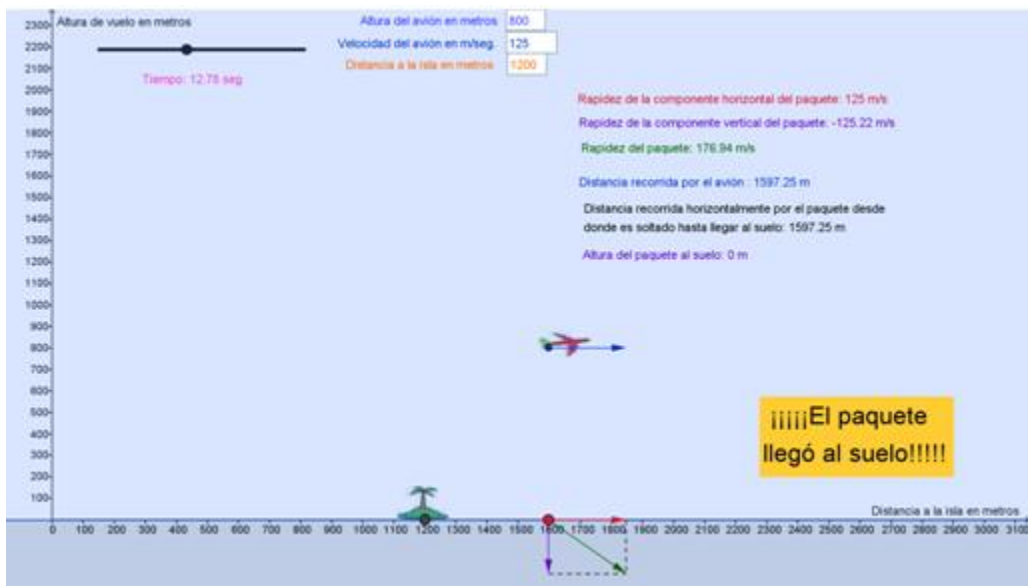 Altura de vuelo en metros
Altura del avión en metros 800
Velocidad del avión en m/seg. 125
Distancia a la isla en metros 1200
Tiempo: 12.78 seg
Rapidez de la componente horizontal del paquete: 125 m/s
Rapidez de la componente vertical del paquete: -125.22 m/s
Rapidez del paquete: 176.94 m/s
Distancia recorrida por el avión : 1597.25 m
Distancia recorrida horizontalmente por el paquete desde
donde es soltado hasta llegar al suelo: 1597.25 m
Altura del paquete al suelo: 0 m
2300
2200
2100
2000
1900
1800
1700
1600
1500
1400
1300
1200
1100
1000
900
800
700
600
500
400
300
200
100
¡¡¡¡¡El paquete
llegó al suelo!!!!!
Distancia a la isla en metros
0 100 200 300 400 500 600 700 800 900 1000 1100 1200 1300 1400 1500 1600 1700 1800 1900 2000 2100 2200 2300 2400 2500 2600 2700 2800 2900 3000 3100